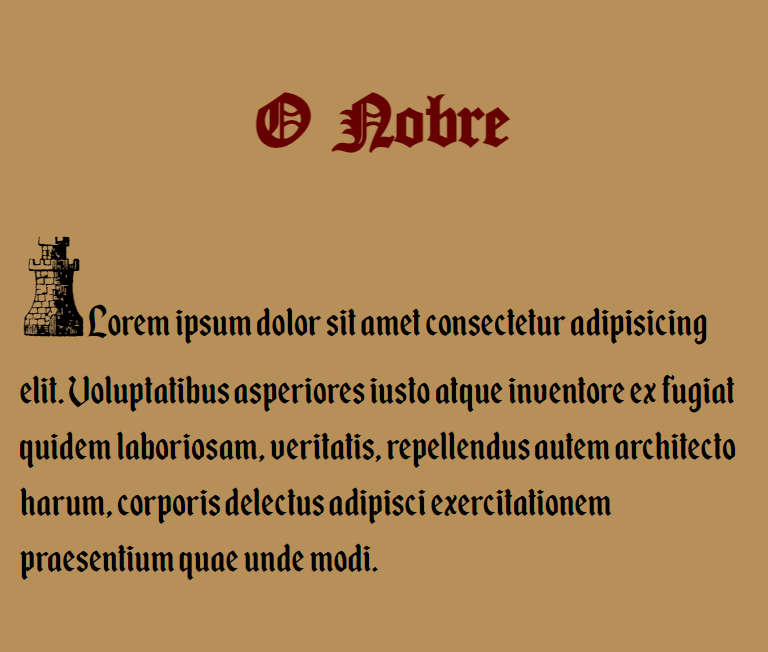 O Nobre
Lorem ipsum dolor sit amet consectetur adipisicing
elit. Voluptatibus asperiores iusto atque inventore ex fugiat
quidem laboriosam, veritatis, repellendus autem architecto
harum, corporis delectus adipisci exercitationem
praesentium quae unde modi.